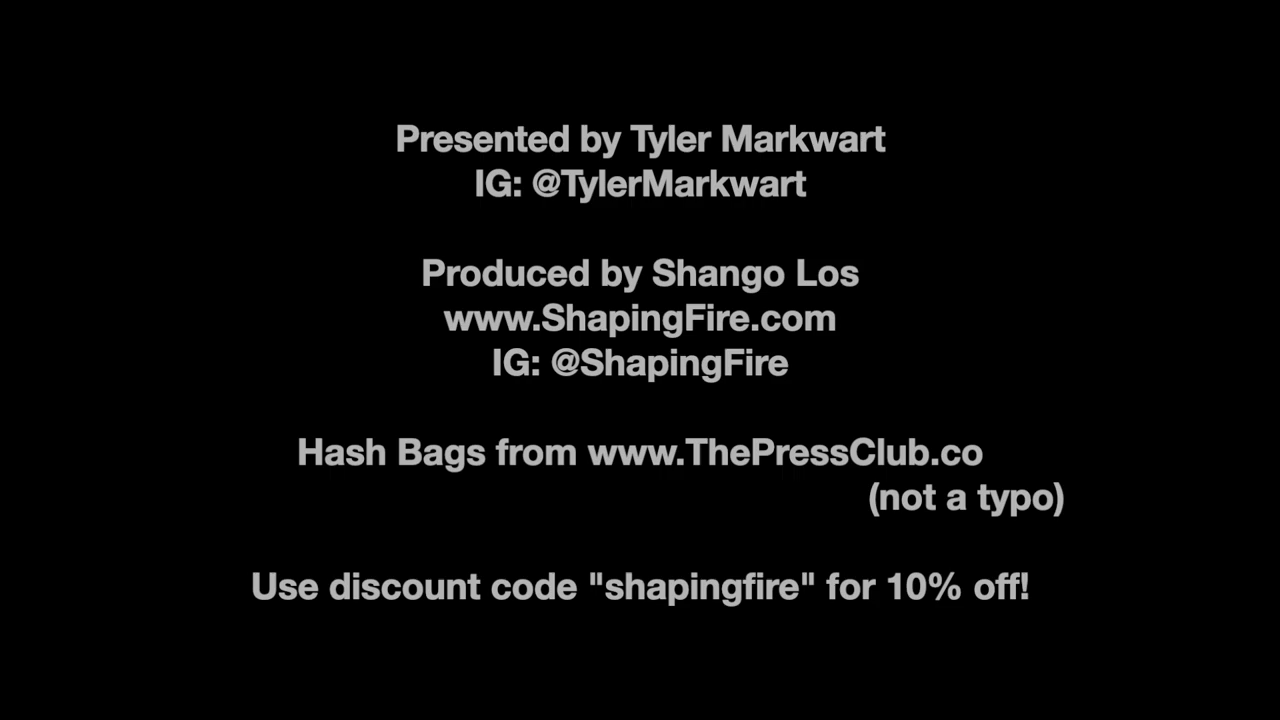 Presented by Tyler Markwart
IG: @TylerMarkwart
Produced by Shango Los
www.ShapingFire.com
IG: @ShapingFire
Hash Bags from www.ThePressClub.co
(not a typo)
Use discount code "shapingfire" for 10% off!